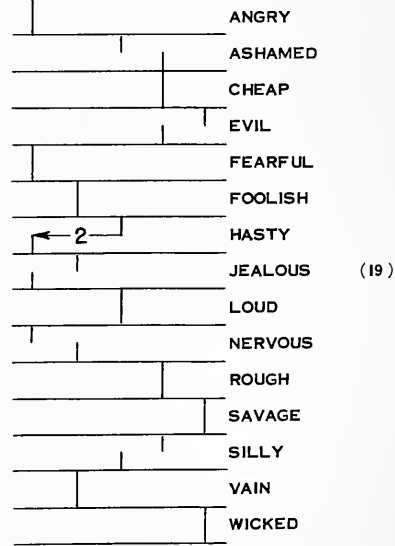 ANGRY
ASHAMED
CHEAP
EVIL
FEARFUL
FOOLISH
2 HASTY
JEALOUS (19)
LOUD
NERVOUS
ROUGH
SAVAGE
SILLY
VAIN
WICKED